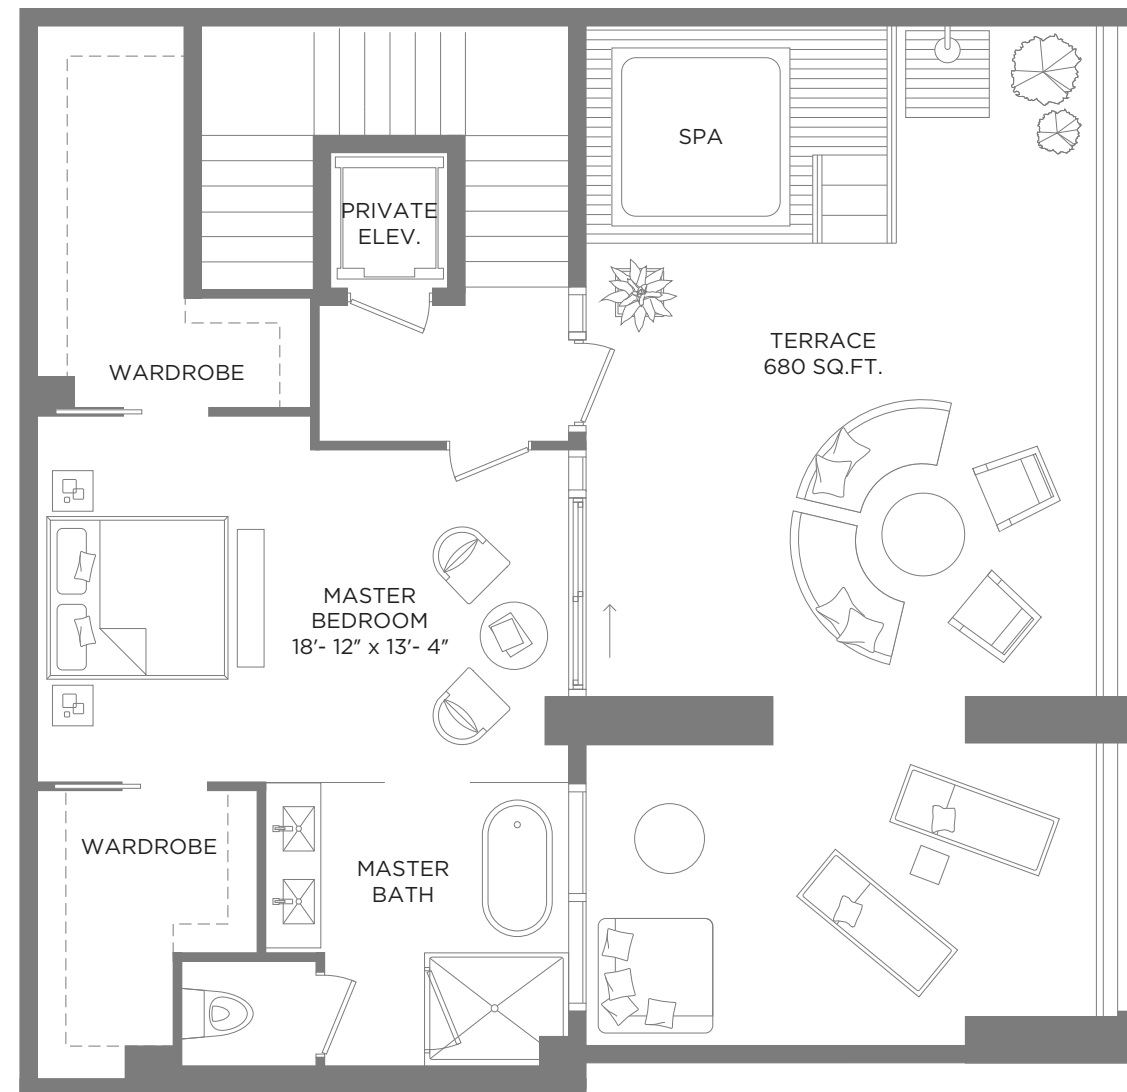 SPA
PRIVATE
ELEV.
TERRACE
680 SQ.FT.
WARDROBE
MASTER
BEDROOM
18'- 12" x 13'- 4"
WARDROBE
MASTER
BATH